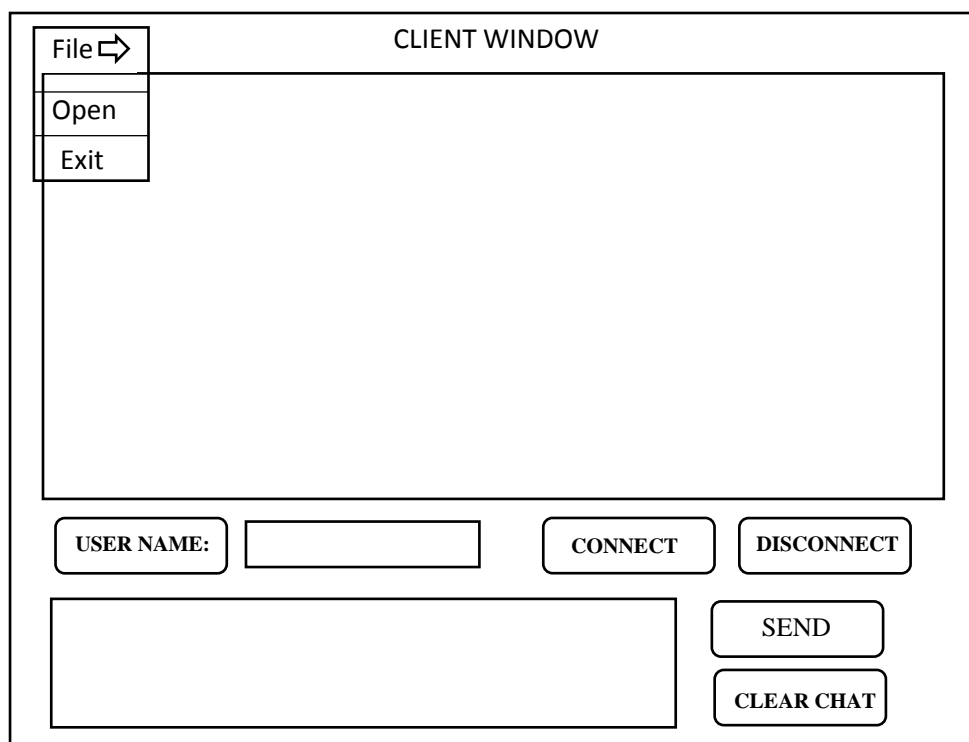 CLIENT WINDOW
File
Open
Exit
USER NAME:
CONNECT
DISCONNECT
SEND
CLEAR CHAT